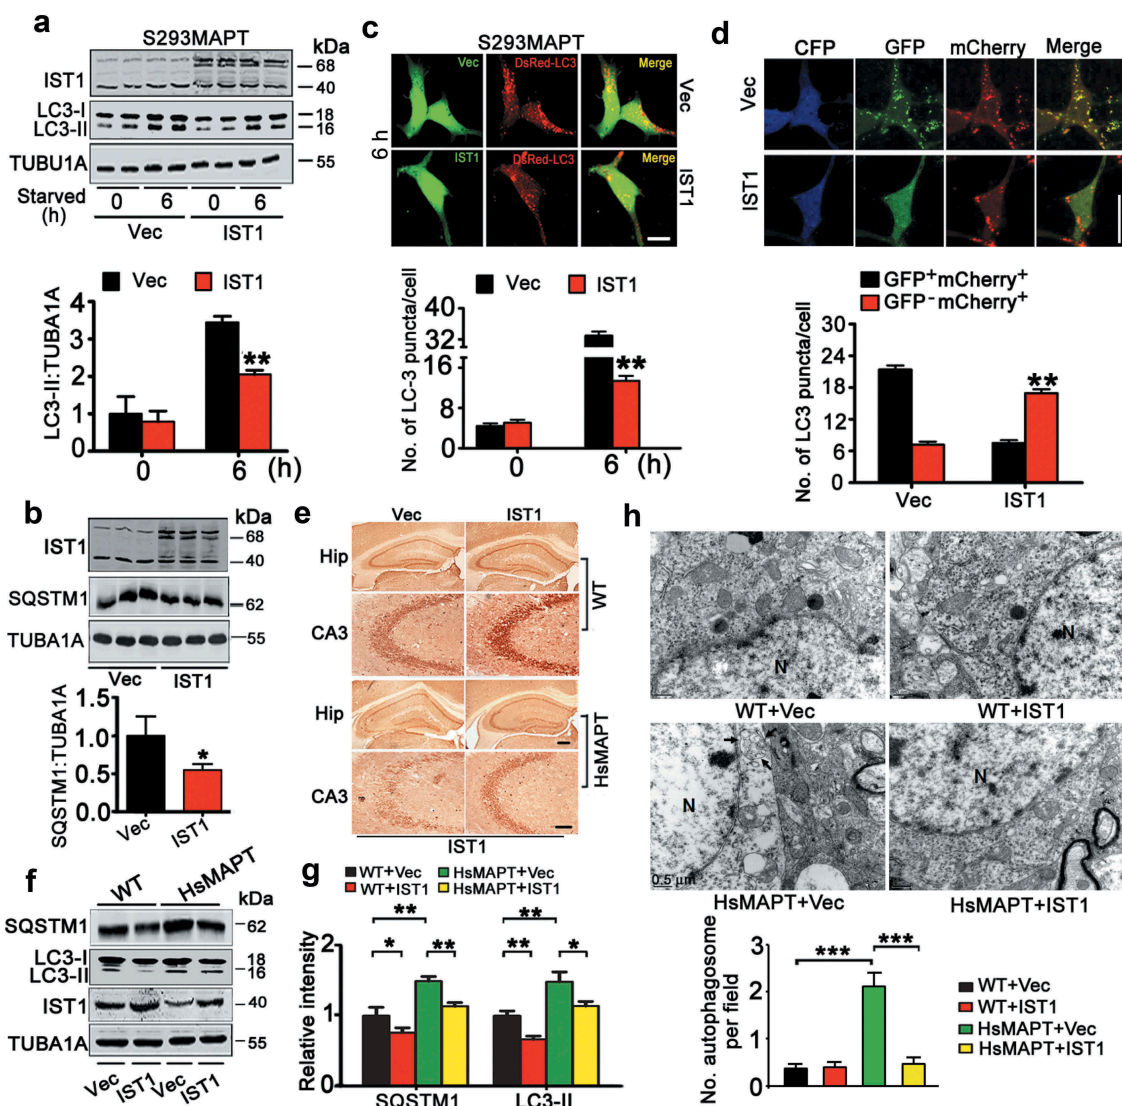 a
S293MAPT
kDa
IST1
68
40
LC3-I
LC3-II
18
16
TUBU1A
55
Starved
(h)
0 6 0 6
Vec IST1
Vec IST1
LC3-II:TUBA1A
4
3
2
1
0
**
0 6 (h)
b
kDa
IST1
68
40
SQSTM1
62
TUBA1A
55
Vec IST1
SQSTM1:TUBA1A
1.5
1.0
0.5
0.0
*
Vec IST1
c
S293MAPT
Vec DsRed-LC3 Merge
Vec
6 h
IST1 DsRed-LC3 Merge
IST1
Vec IST1
No. of LC-3 puncta/cell
40
32
16
8
0
**
0 6 (h)
d
CFP GFP mCherry Merge
Vec
IST1
GFP+mCherry+
GFP-mCherry+
No. of LC3 puncta/cell
30
24
18
12
6
0
**
Vec IST1
e
Vec IST1
Hip
CA3
WT
Hip
CA3
HsMAPT
IST1
f
WT HsMAPT
kDa
SQSTM1
62
LC3-I
LC3-II
18
16
IST1
40
TUBA1A
55
Vec IST1 Vec IST1
g
WT+Vec HsMAPT+Vec
WT+IST1 HsMAPT+IST1
Relative intensity
2
1
0
** * **
** ** *
SQSTM1 LC3-II
h
N N
WT+Vec WT+IST1
N N
0.5 µm
HsMAPT+Vec HsMAPT+IST1
No. autophagosome
per field
3
2
1
0
*** ***
WT+Vec
WT+IST1
HsMAPT+Vec
HsMAPT+IST1